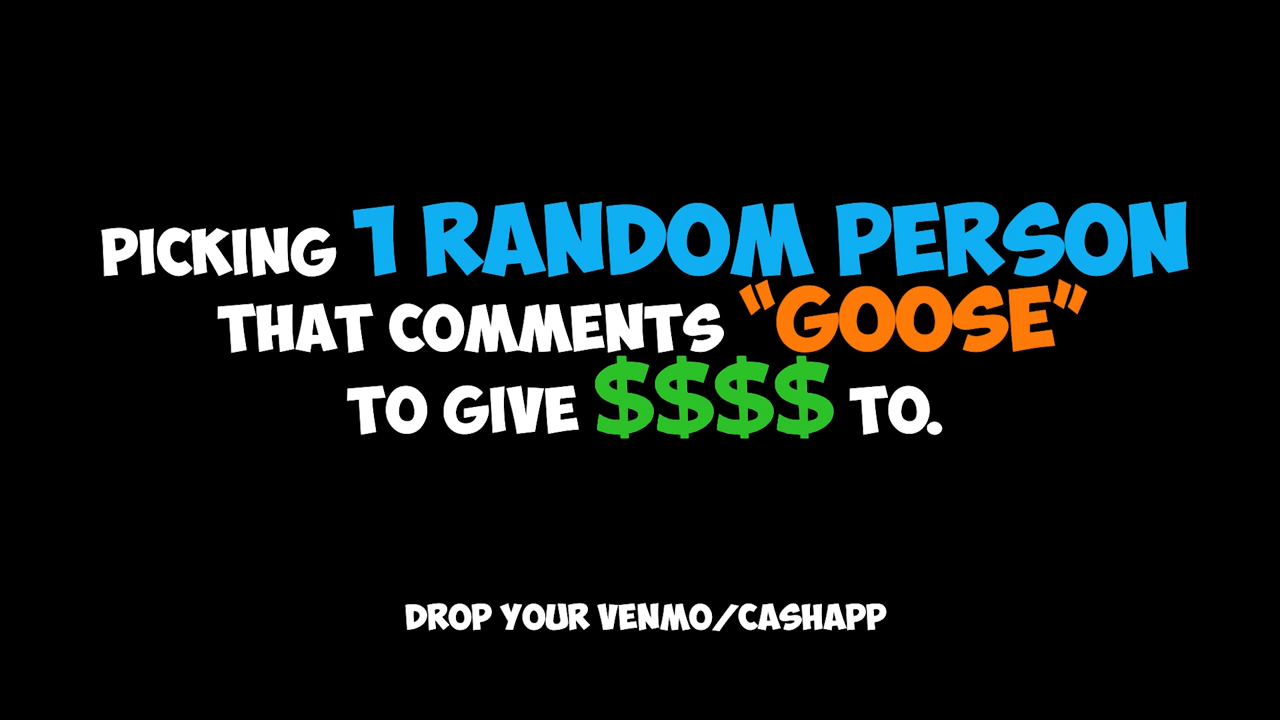 PICKING 1 RANDOM PERSON
THAT COMMENTS "GOOSE"
TO GIVE $$$$ TO.
DROP YOUR VENMO/CASHAPP